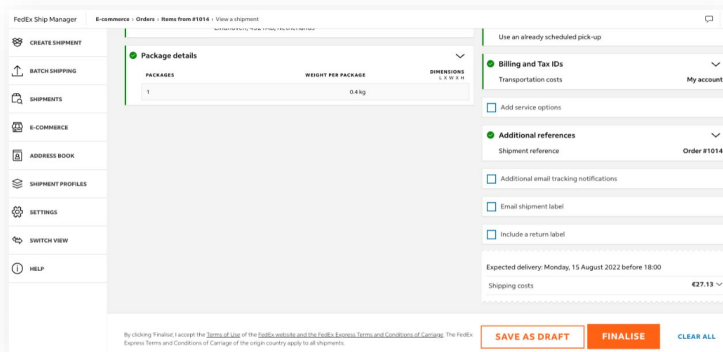 FedEx Ship Manager
E-commerce › Orders › Items from #1014 › View a shipment
CREATE SHIPMENT
BATCH SHIPPING
SHIPMENTS
E-COMMERCE
ADDRESS BOOK
SHIPMENT PROFILES
SETTINGS
SWITCH VIEW
HELP
Netherlands
Package details
PACKAGES WEIGHT PER PACKAGE DIMENSIONS
L X W X H
1 0.4 kg
Use an already scheduled pick-up
Billing and Tax IDs
Transportation costs My account
Add service options
Additional references
Shipment reference Order #1014
Additional email tracking notifications
Email shipment label
Include a return label
Expected delivery: Monday, 15 August 2022 before 18:00
Shipping costs €27.13
By clicking 'Finalise', I accept the Terms of Use of the FedEx website and the FedEx Express Terms and Conditions of Carriage. The FedEx
Express Terms and Conditions of Carriage of the origin country apply to all shipments.
SAVE AS DRAFT
FINALISE
CLEAR ALL